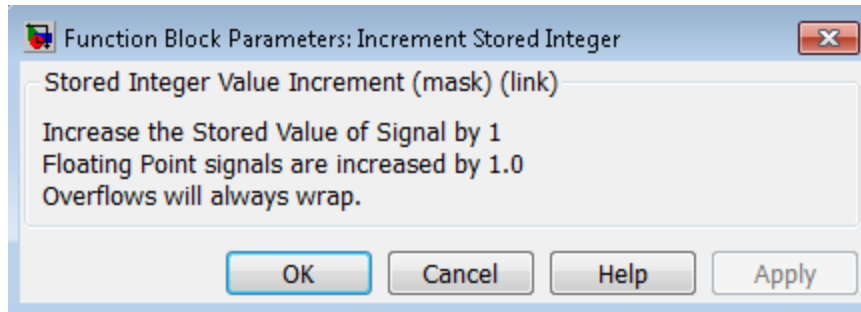 Function Block Parameters: Increment Stored Integer
Stored Integer Value Increment (mask) (link)
Increase the Stored Value of Signal by 1
Floating Point signals are increased by 1.0
Overflows will always wrap.
OK Cancel Help Apply